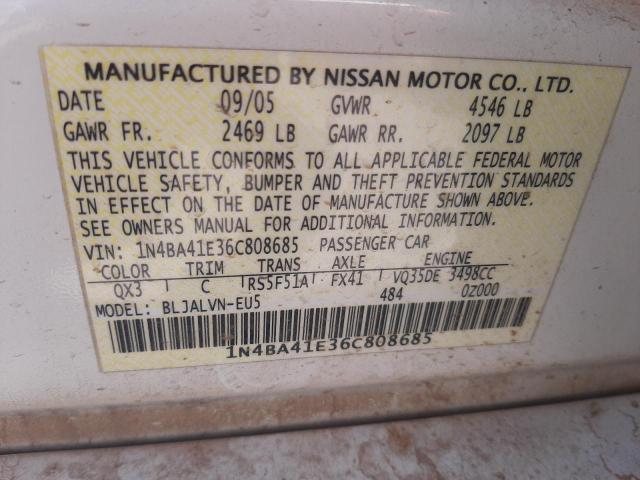 MANUFACTURED BY NISSAN MOTOR CO., LTD.
DATE 09/05 GVWR 4546 LB
GAWR FR. 2469 LB GAWR RR. 2097 LB
THIS VEHICLE CONFORMS TO ALL APPLICABLE FEDERAL MOTOR
VEHICLE SAFETY, BUMPER AND THEFT PREVENTION STANDARDS
IN EFFECT ON THE DATE OF MANUFACTURE SHOWN ABOVE.
SEE OWNERS MANUAL FOR ADDITIONAL INFORMATION.
VIN: 1N4BA41E36C808685 PASSENGER CAR
COLOR TRIM TRANS AXLE ENGINE
QX3 C RS5F51A FX41 VQ35DE 3498CC
MODEL: BLJALVN-EU5 484 0Z000
1N4BA41E36C808685